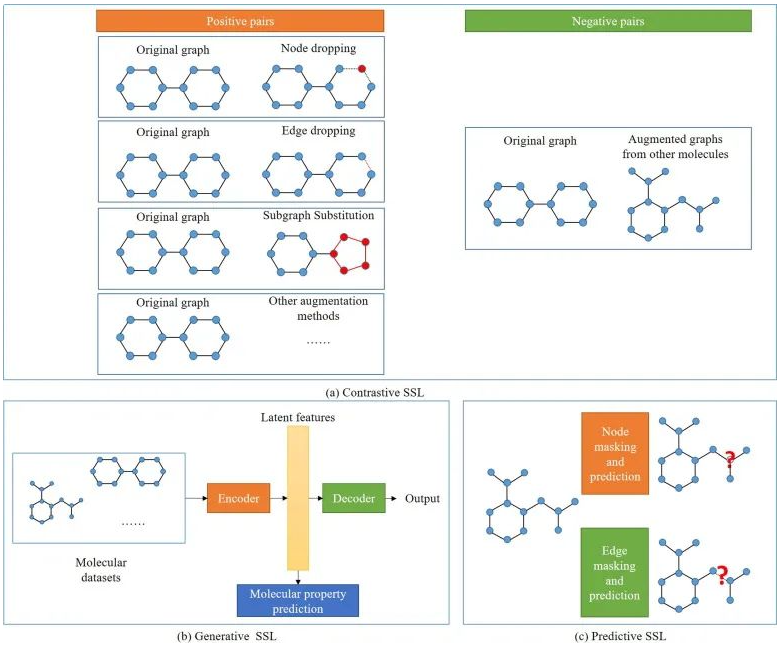 Positive pairs
Negative pairs
Original graph
Node dropping
Original graph
Edge dropping
Original graph
Subgraph Substitution
Original graph
Other augmentation
methods
......
Original graph
Augmented graphs
from other molecules
(a) Contrastive SSL
Latent features
......
Encoder
Decoder
Output
Molecular
datasets
Molecular property
prediction
(b) Generative SSL
Node
masking
and
prediction
?
Edge
masking
and
prediction
?
(c) Predictive SSL